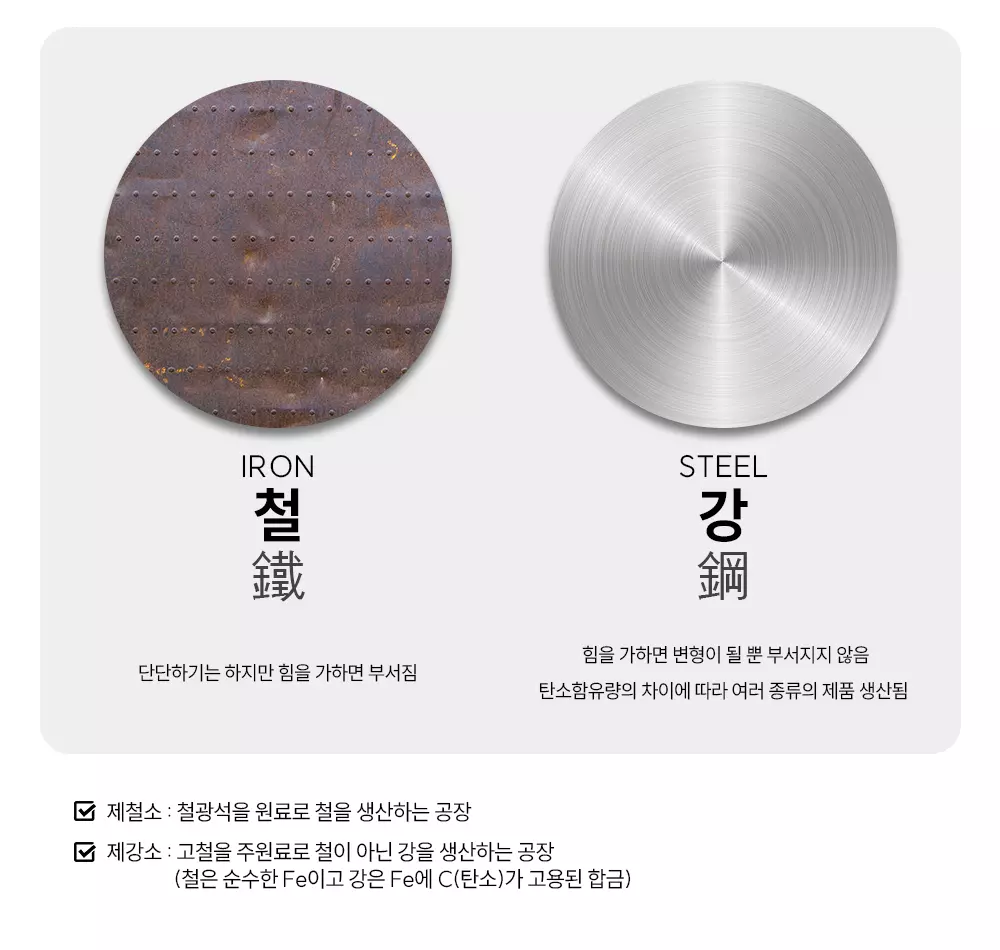 IRON
철
鐵
단단하기는 하지만 힘을 가하면 부서짐
STEEL
강
鋼
힘을 가하면 변형이 될 뿐 부서지지 않음
탄소함유량의 차이에 따라 여러 종류의 제품 생산됨
제철소 : 철광석을 원료로 철을 생산하는 공장
제강소 : 고철을 주원료로 철이 아닌 강을 생산하는 공장
(철은 순수한 Fe이고 강은 Fe에 C(탄소)가 고용된 합금)